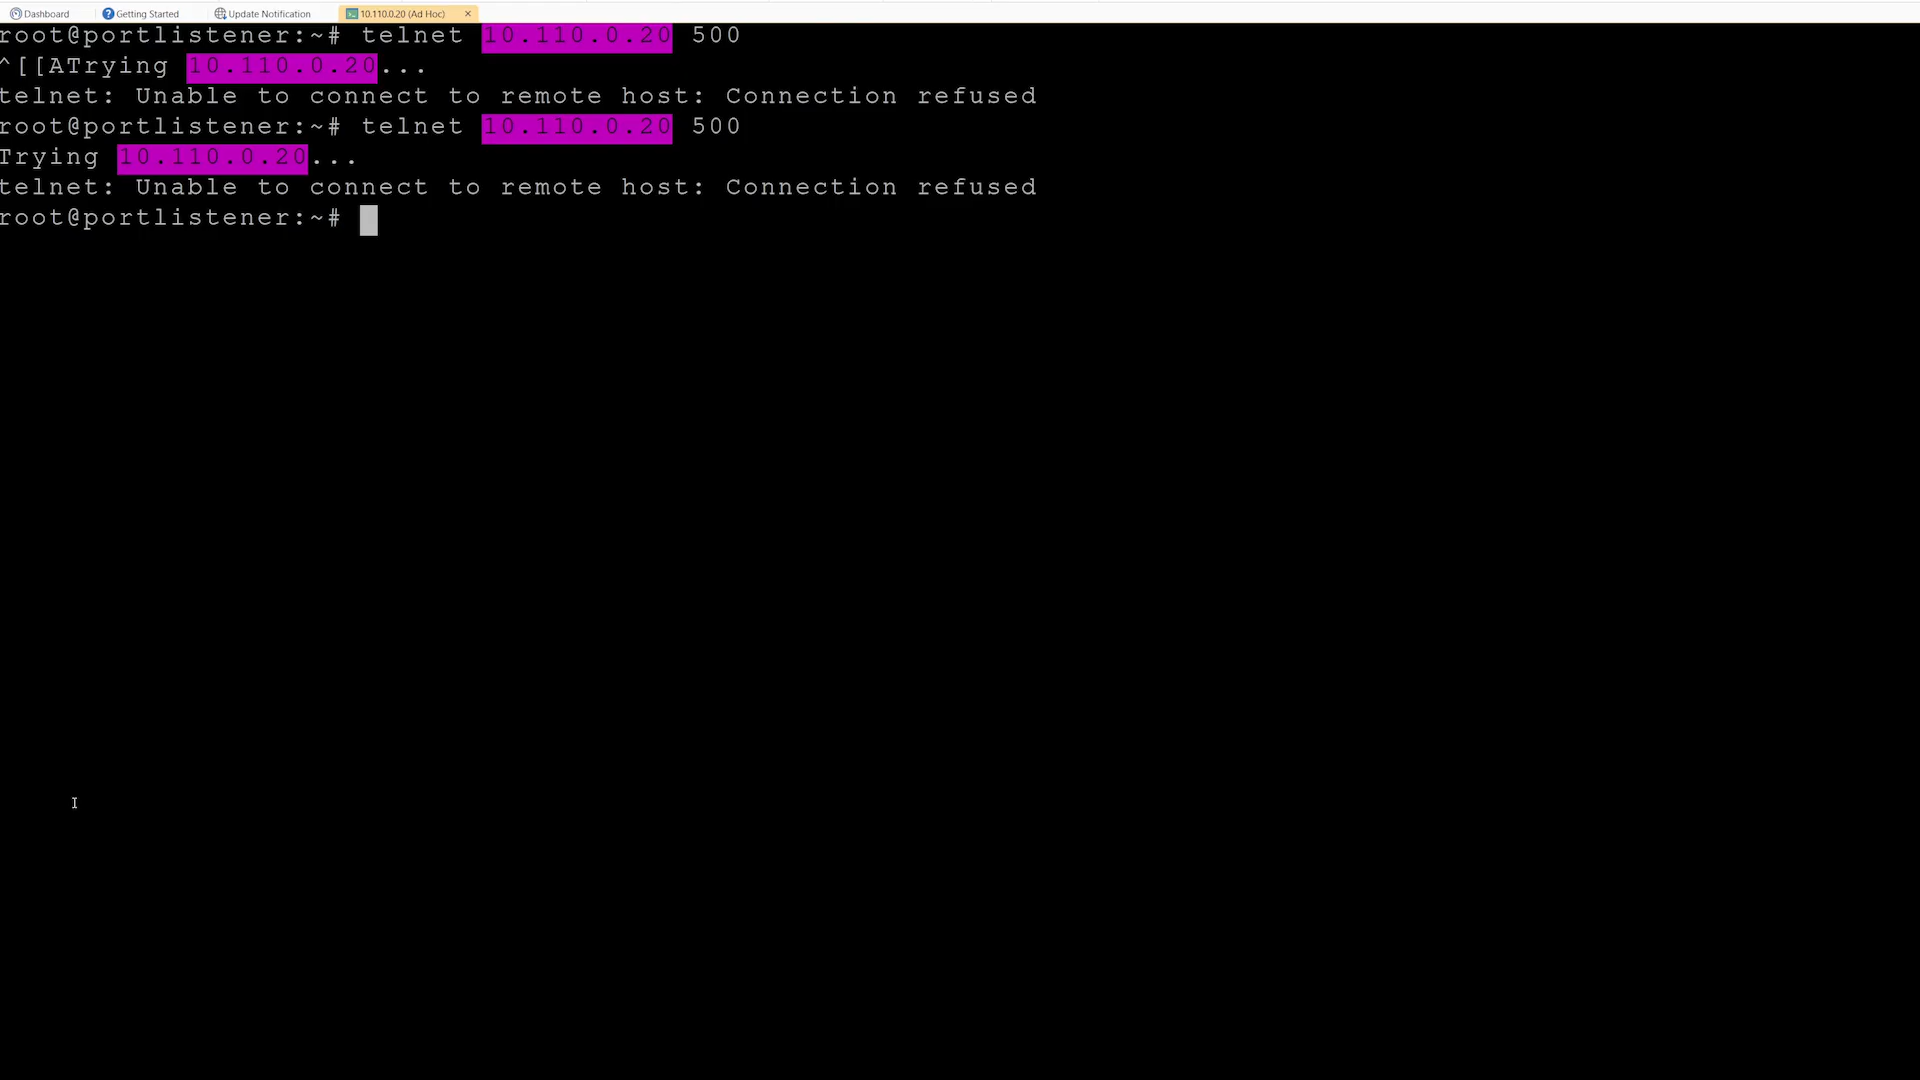 Dashboard Getting Started Update Notification 10.110.0.20 (Ad Hoc) ×
root@portlistener:~# telnet 10.110.0.20 500
^[[ATrying 10.110.0.20...
telnet: Unable to connect to remote host: Connection refused
root@portlistener:~# telnet 10.110.0.20 500
Trying 10.110.0.20...
telnet: Unable to connect to remote host: Connection refused
root@portlistener:~#